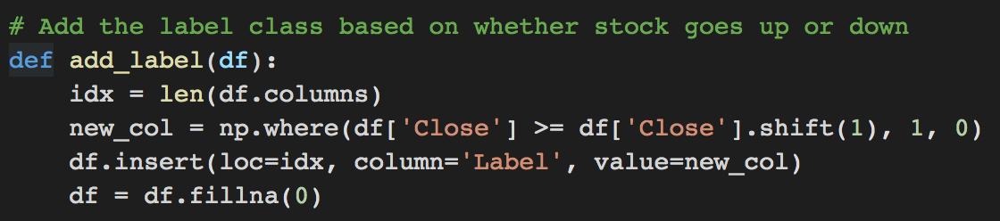 # Add the label class based on whether stock goes up or down
def add_label(df):
    idx = len(df.columns)
    new_col = np.where(df['Close'] >= df['Close'].shift(1), 1, 0)
    df.insert(loc=idx, column='Label', value=new_col)
    df = df.fillna(0)